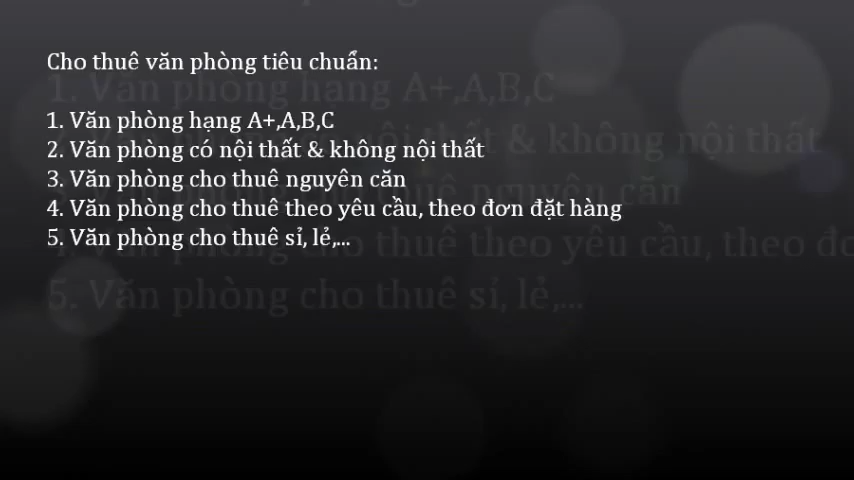 Cho thuê văn phòng tiêu chuẩn:
1. Văn phòng hạng A+,A,B,C
2. Văn phòng có nội thất & không nội thất
3. Văn phòng cho thuê nguyên căn
4. Văn phòng cho thuê theo yêu cầu, theo đơn đặt hàng
5. Văn phòng cho thuê sỉ, lẻ,...